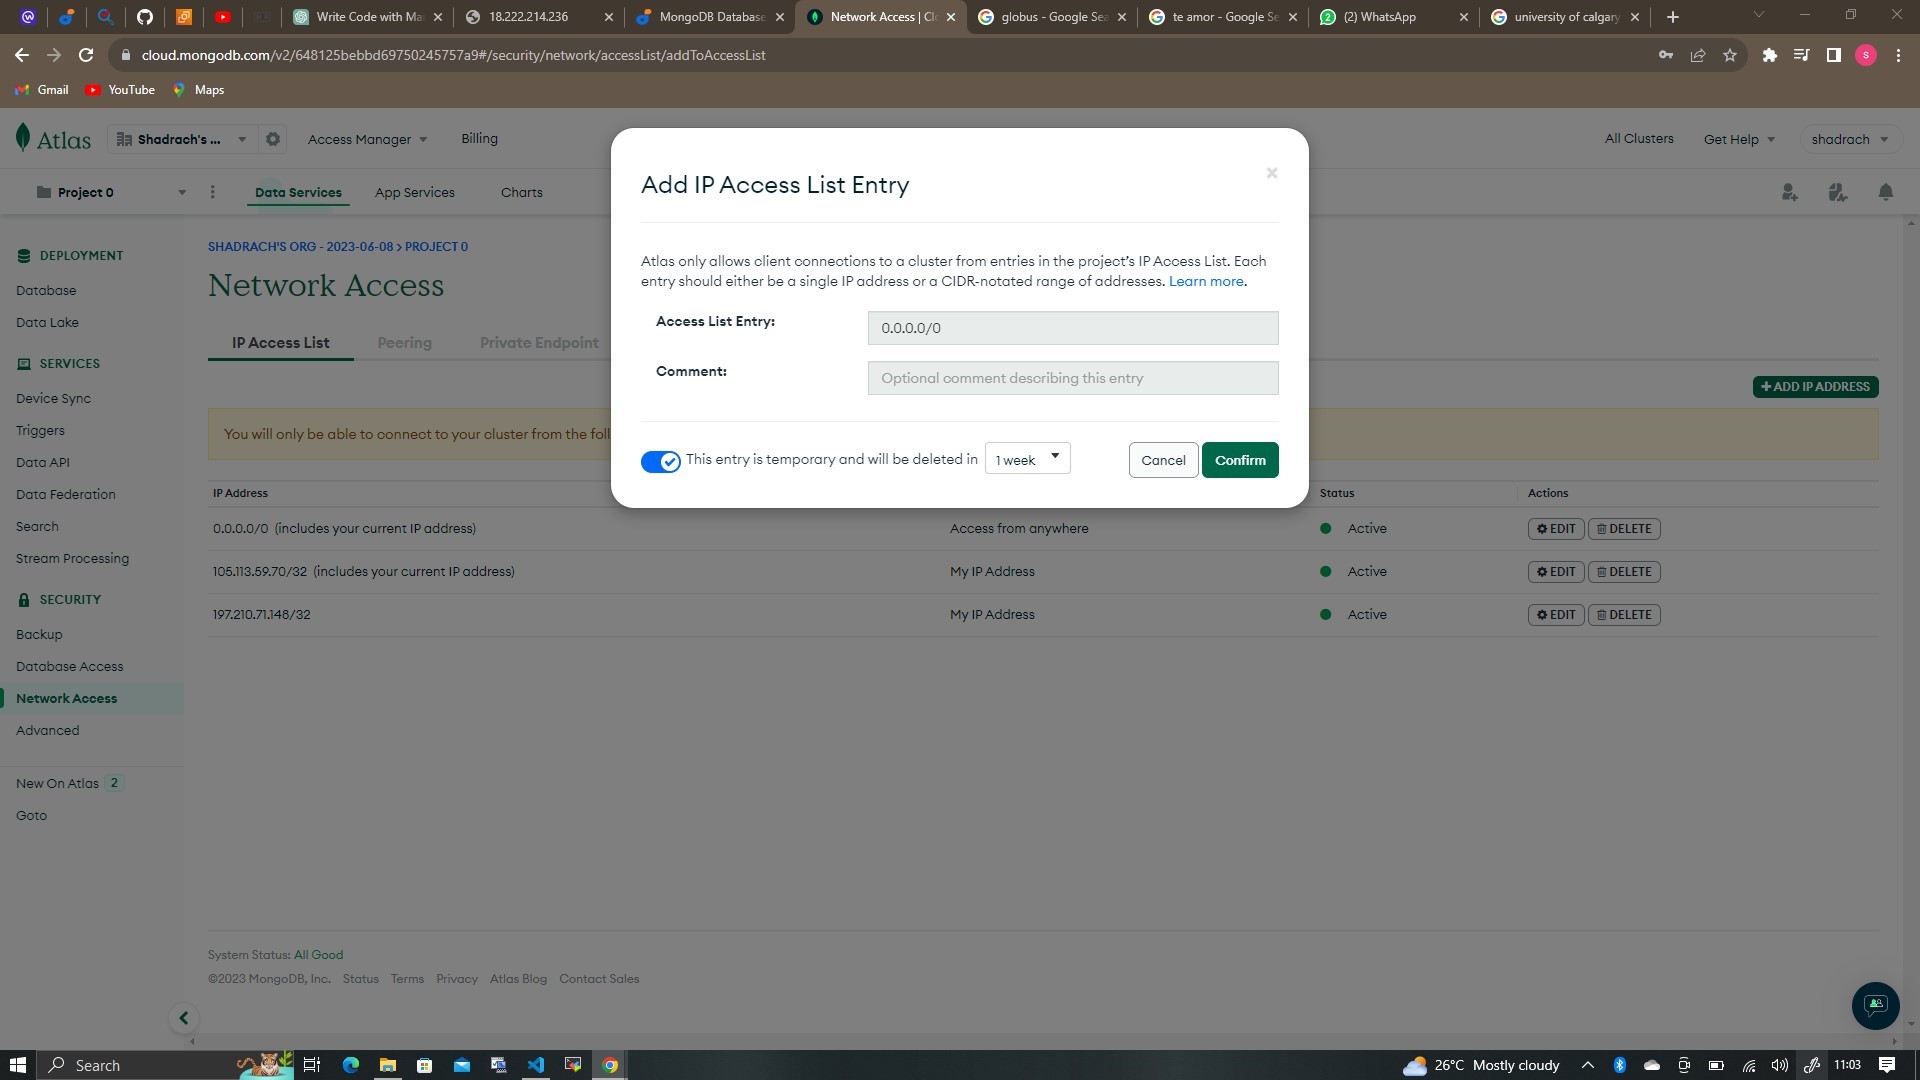 Write Code with Ma
18.222.214.236
MongoDB Database
Network Access | Cl
globus - Google Sea
te amor - Google Se
(2) WhatsApp
university of calgary
cloud.mongodb.com/v2/648125bebbd69750245757a9#/security/network/accessList/addToAccessList
S
Gmail
YouTube
Maps
Atlas
Shadrach's ...
Access Manager
Billing
All Clusters
Get Help
shadrach
Project 0
Data Services
App Services
Charts
Add IP Access List Entry
Atlas only allows client connections to a cluster from entries in the project's IP Access List. Each
entry should either be a single IP address or a CIDR-notated range of addresses. Learn more.
Access List Entry:
0.0.0.0/0
Comment:
Optional comment describing this entry
This entry is temporary and will be deleted in
1 week
Cancel
Confirm
DEPLOYMENT
Database
Data Lake
SERVICES
Device Sync
Triggers
Data API
Data Federation
Search
Stream Processing
SECURITY
Backup
Database Access
Network Access
Advanced
New On Atlas 2
Goto
SHADRACH'S ORG - 2023-06-08 > PROJECT 0
Network Access
IP Access List
Peering
Private Endpoint
+ ADD IP ADDRESS
You will only be able to connect to your cluster from the foll
IP Address
Status
Actions
0.0.0.0/0 (includes your current IP address)
Access from anywhere
Active
EDIT
DELETE
105.113.59.70/32 (includes your current IP address)
My IP Address
Active
EDIT
DELETE
197.210.71.148/32
My IP Address
Active
EDIT
DELETE
System Status: All Good
©2023 MongoDB, Inc.
Status
Terms
Privacy
Atlas Blog
Contact Sales
Search
26°C Mostly cloudy
11:03